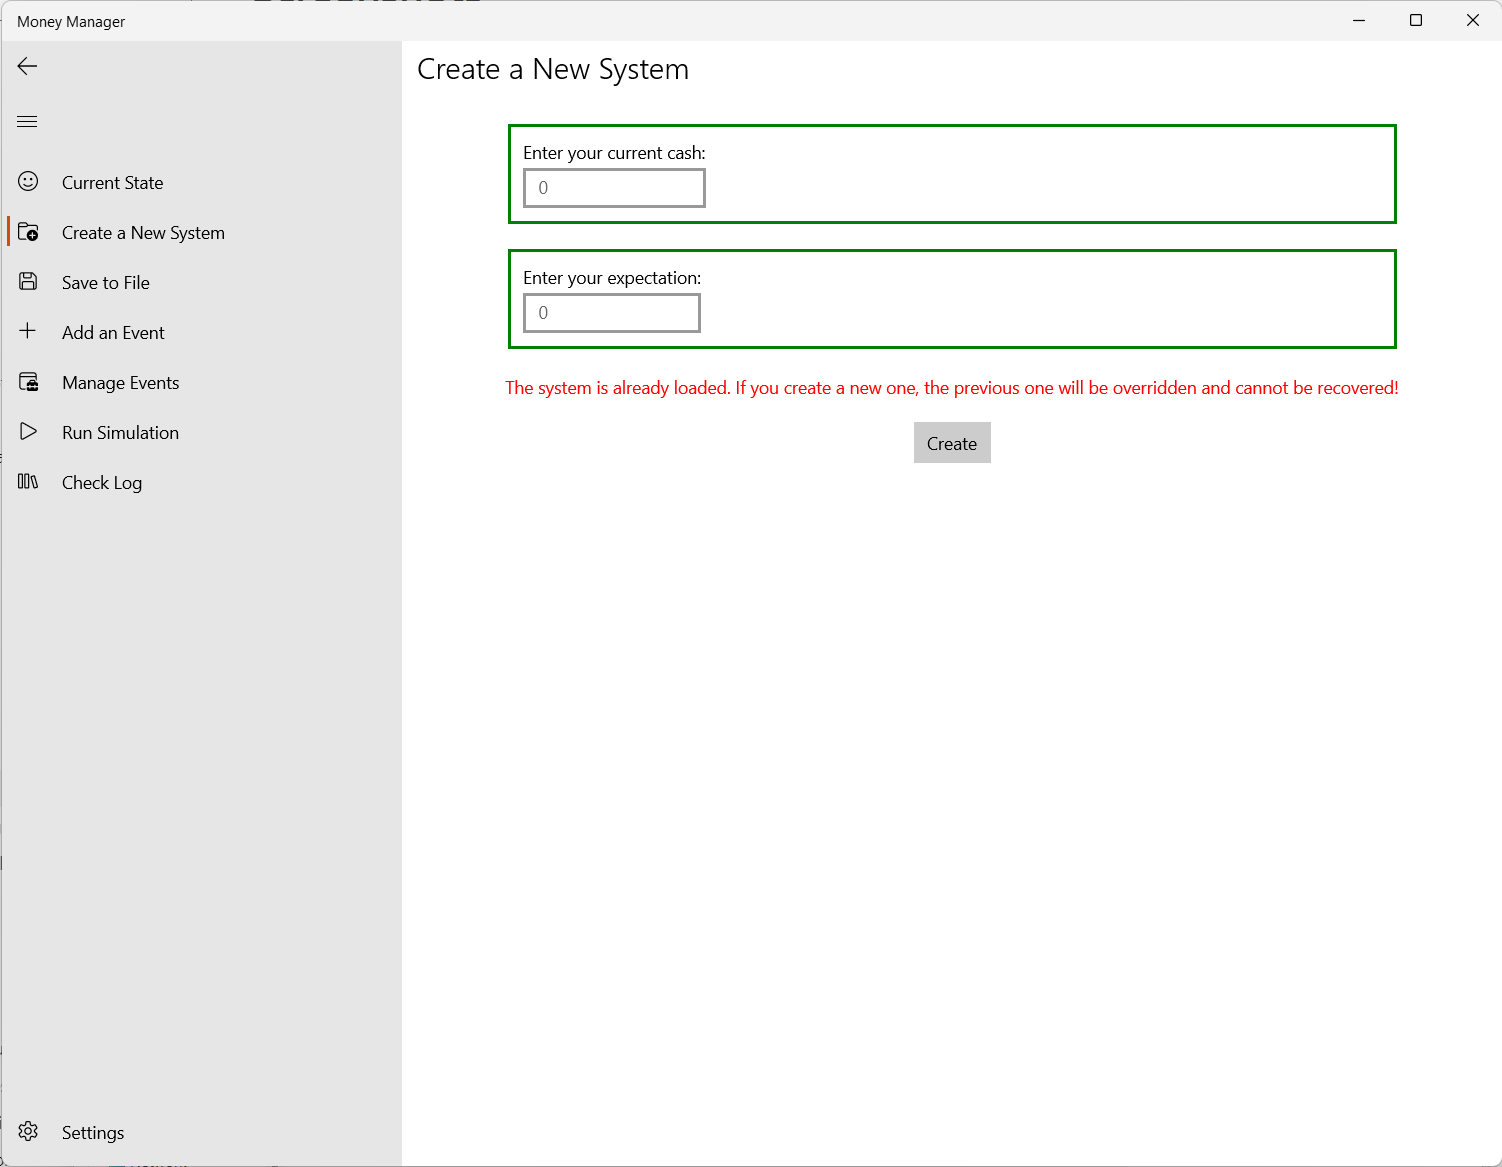 Money Manager
Create a New System
Current State
Create a New System
Save to File
Add an Event
Manage Events
Run Simulation
Check Log
Settings
Enter your current cash:
0
Enter your expectation:
0
The system is already loaded. If you create a new one, the previous one will be overridden and cannot be recovered!
Create